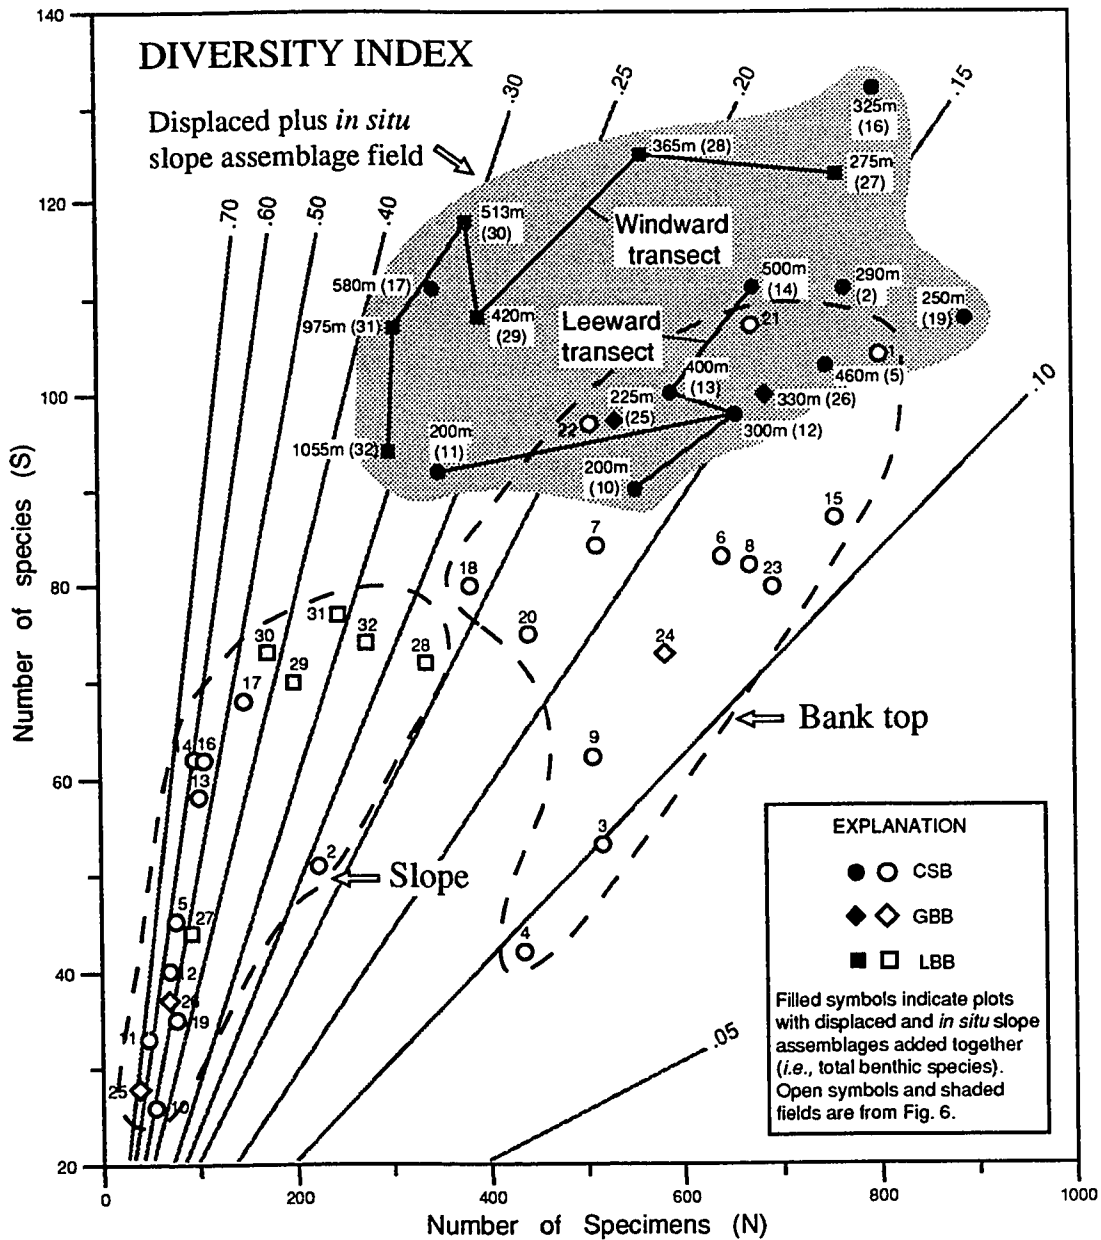 140
DIVERSITY INDEX
.30
.25
.20
.15
Displaced plus in situ
slope assemblage field
325m
(16)
365m (28)
275m
(27)
120
.70
.60
.50
.40
513m
(30)
Windward
transect
580m (17)
500m
(14)
290m
(2)
250m
(19)
975m (31)
420m
(29)
Leeward
transect
21
1
400m
(13)
460m (5)
.10
100
225m
(25)
330m (26)
22
300m (12)
1055m (32)
200m
(11)
200m
(10)
15
7
6
8
23
18
80
31
32
20
30
28
24
29
17
Bank top
14
16
9
13
60
3
2
Slope
5
27
4
12
40
26
19
11
25
10
.05
20
EXPLANATION
CSB
GBB
LBB
Filled symbols indicate plots
with displaced and in situ slope
assemblages added together
(i.e., total benthic species).
Open symbols and shaded
fields are from Fig. 6.
Number of species (S)
0
200
400
600
800
1000
Number of Specimens (N)